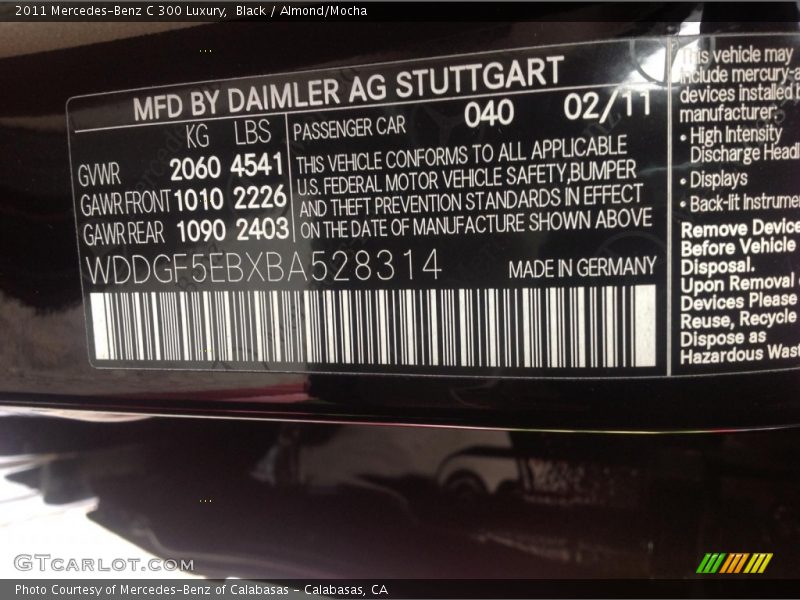 2011 Mercedes-Benz C 300 Luxury,  Black / Almond/Mocha
MFD BY DAIMLER AG STUTTGART
KG LBS
GVWR 2060 4541
GAWR FRONT 1010 2226
GAWR REAR 1090 2403
PASSENGER CAR 040 02/11
THIS VEHICLE CONFORMS TO ALL APPLICABLE
U.S. FEDERAL MOTOR VEHICLE SAFETY,BUMPER
AND THEFT PREVENTION STANDARDS IN EFFECT
ON THE DATE OF MANUFACTURE SHOWN ABOVE
WDDGF5EBXBA528314
MADE IN GERMANY
This vehicle may
include mercury-a
devices installed b
manufacturer:
• High Intensity
Discharge Headl
• Displays
• Back-lit Instrume
Remove Device
Before Vehicle
Disposal.
Upon Removal o
Devices Please
Reuse, Recycle
Dispose as
Hazardous Wast
GTcarlot.com
Photo Courtesy of Mercedes-Benz of Calabasas - Calabasas, CA